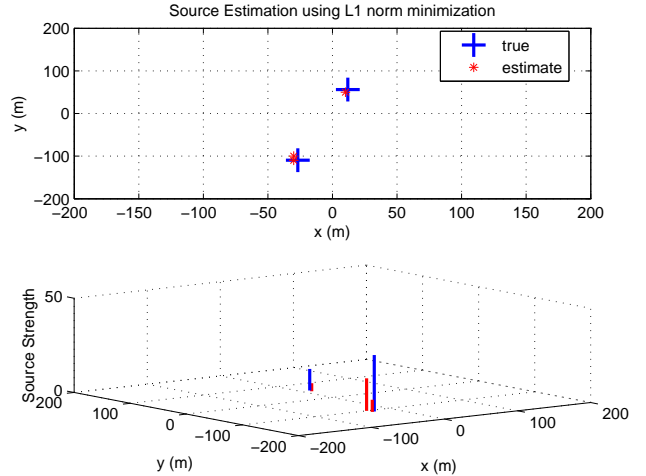 Source Estimation using L1 norm minimization
200
100
0
−100
−200
y (m)
true
estimate
−200 −150 −100 −50 0 50 100 150 200
x (m)
50
0
Source Strength
200
100
0
−100
−200
y (m)
−200
−100
0
100
200
x (m)